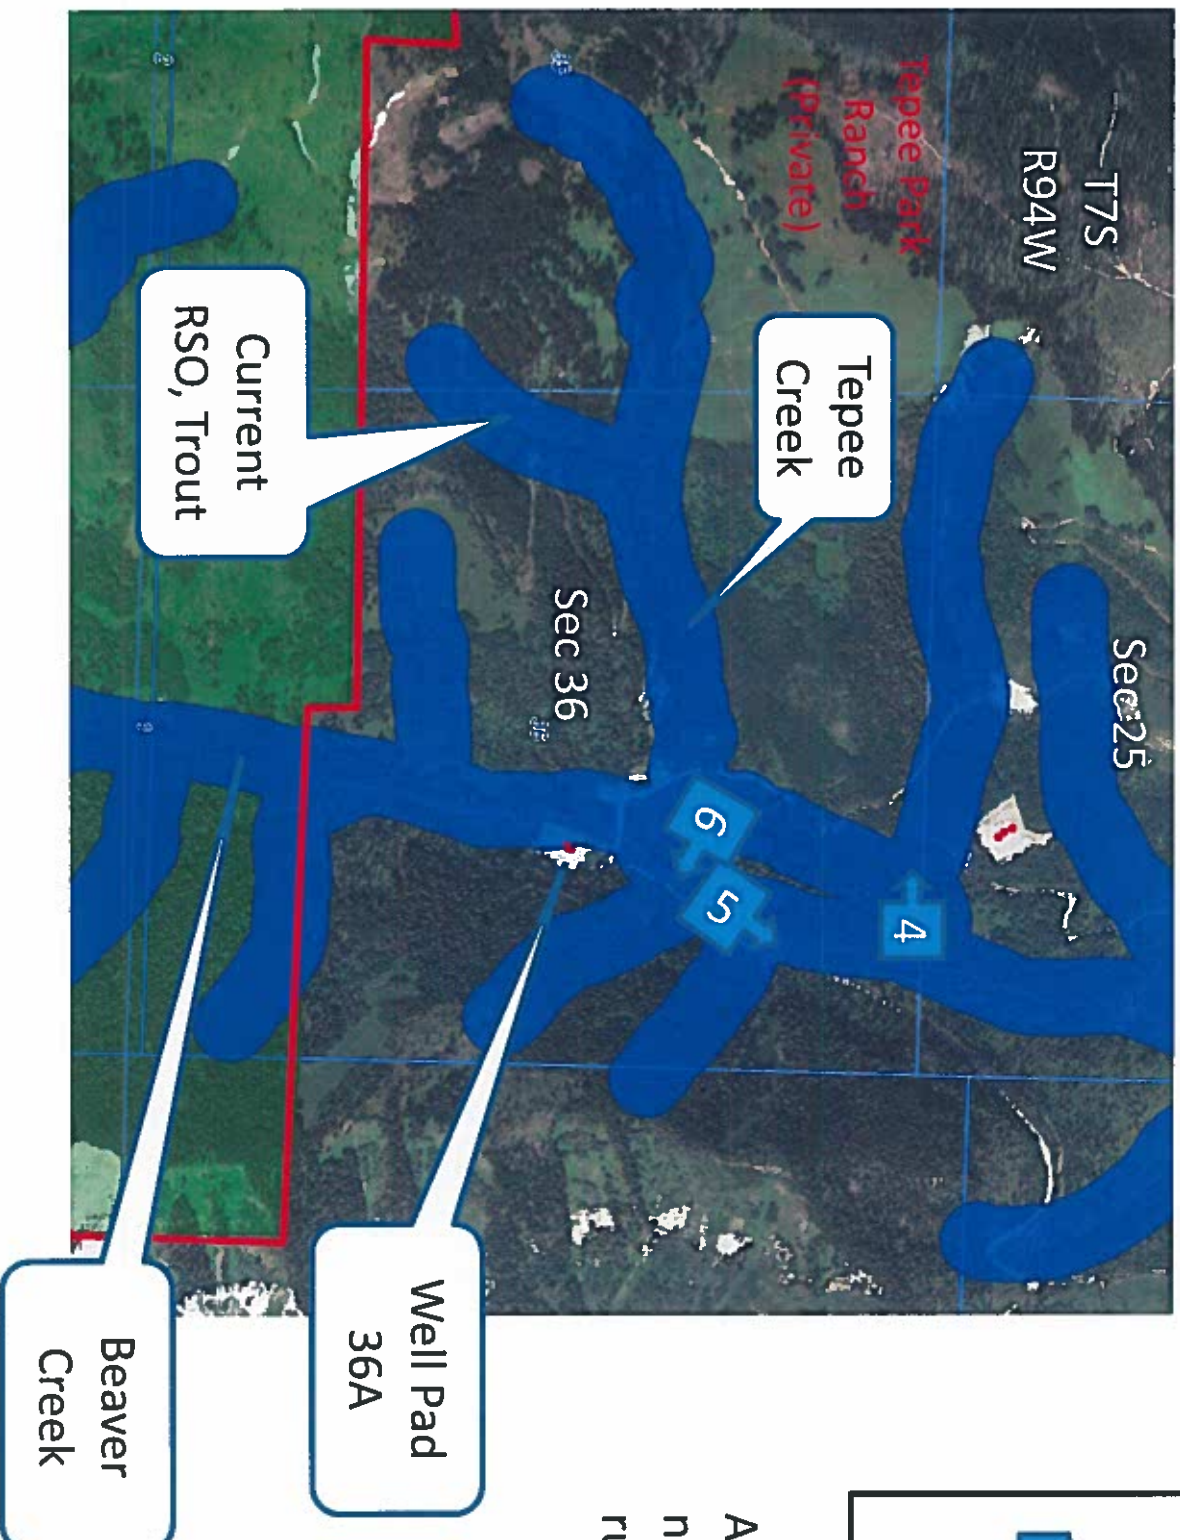 T7S
R94W
Sec 25
Tepee Park
Ranch
(Private)
Tepee
Creek
4
6
5
Sec 36
Current
RSO, Trout
Well Pad
36A
Beaver
Creek